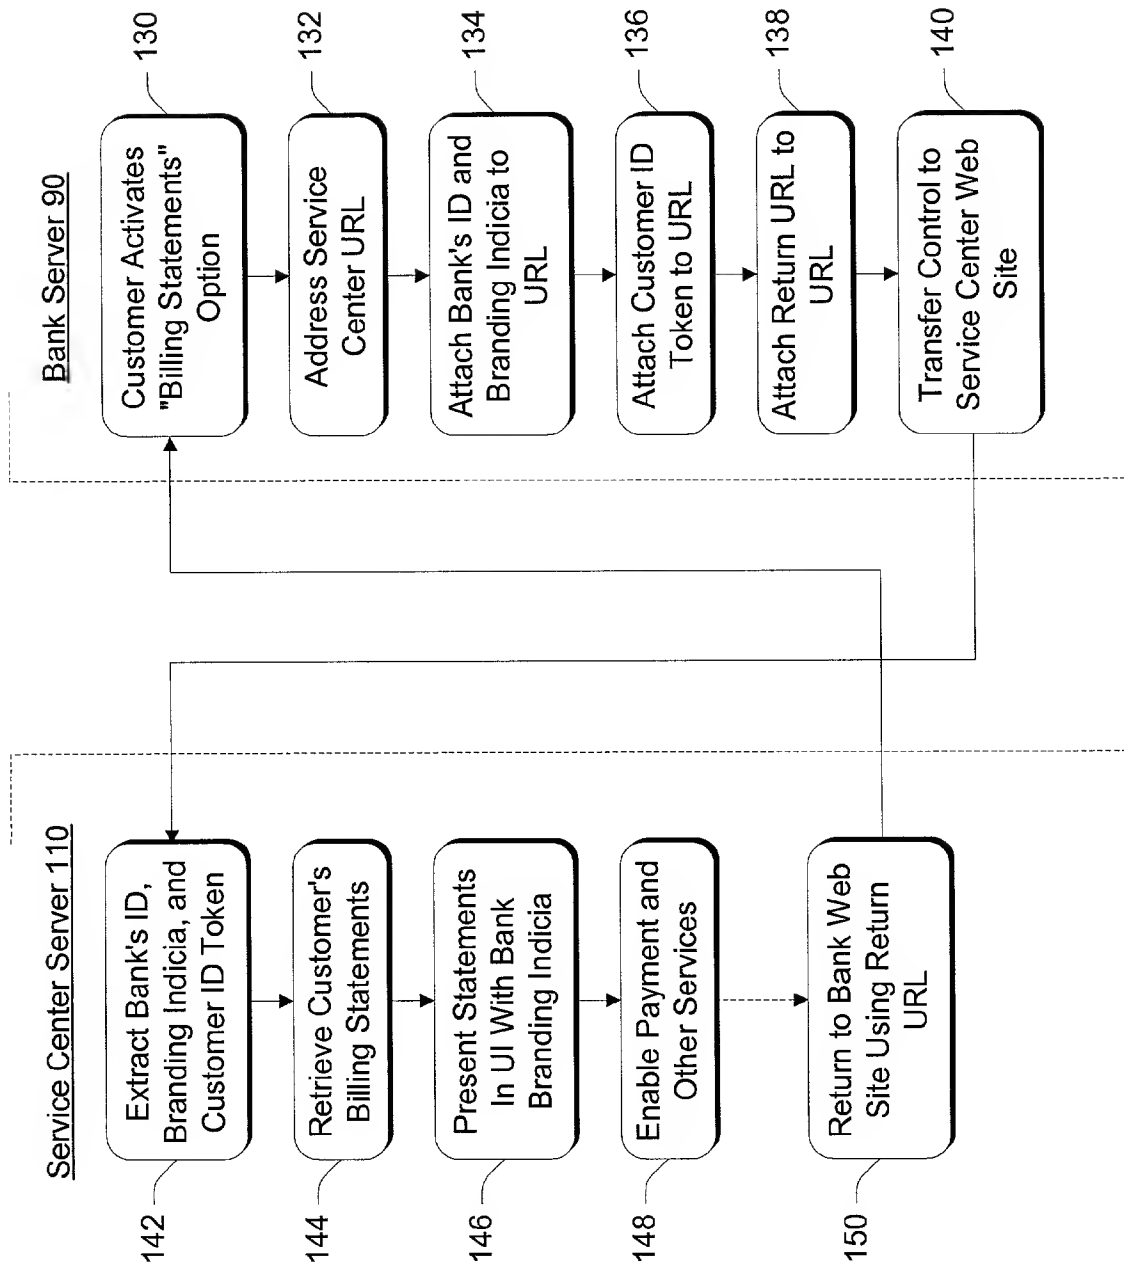 Service Center Server 110
Extract Bank's ID,
Branding Indicia, and
Customer ID Token
142
Retrieve Customer's
Billing Statements
144
Present Statements
In UI With Bank
Branding Indicia
146
Enable Payment and
Other Services
148
Return to Bank Web
Site Using Return
URL
150
Bank Server 90
Customer Activates
"Billing Statements"
Option
130
Address Service
Center URL
132
Attach Bank's ID and
Branding Indicia to
URL
134
Attach Customer ID
Token to URL
136
Attach Return URL to
URL
138
Transfer Control to
Service Center Web
Site
140